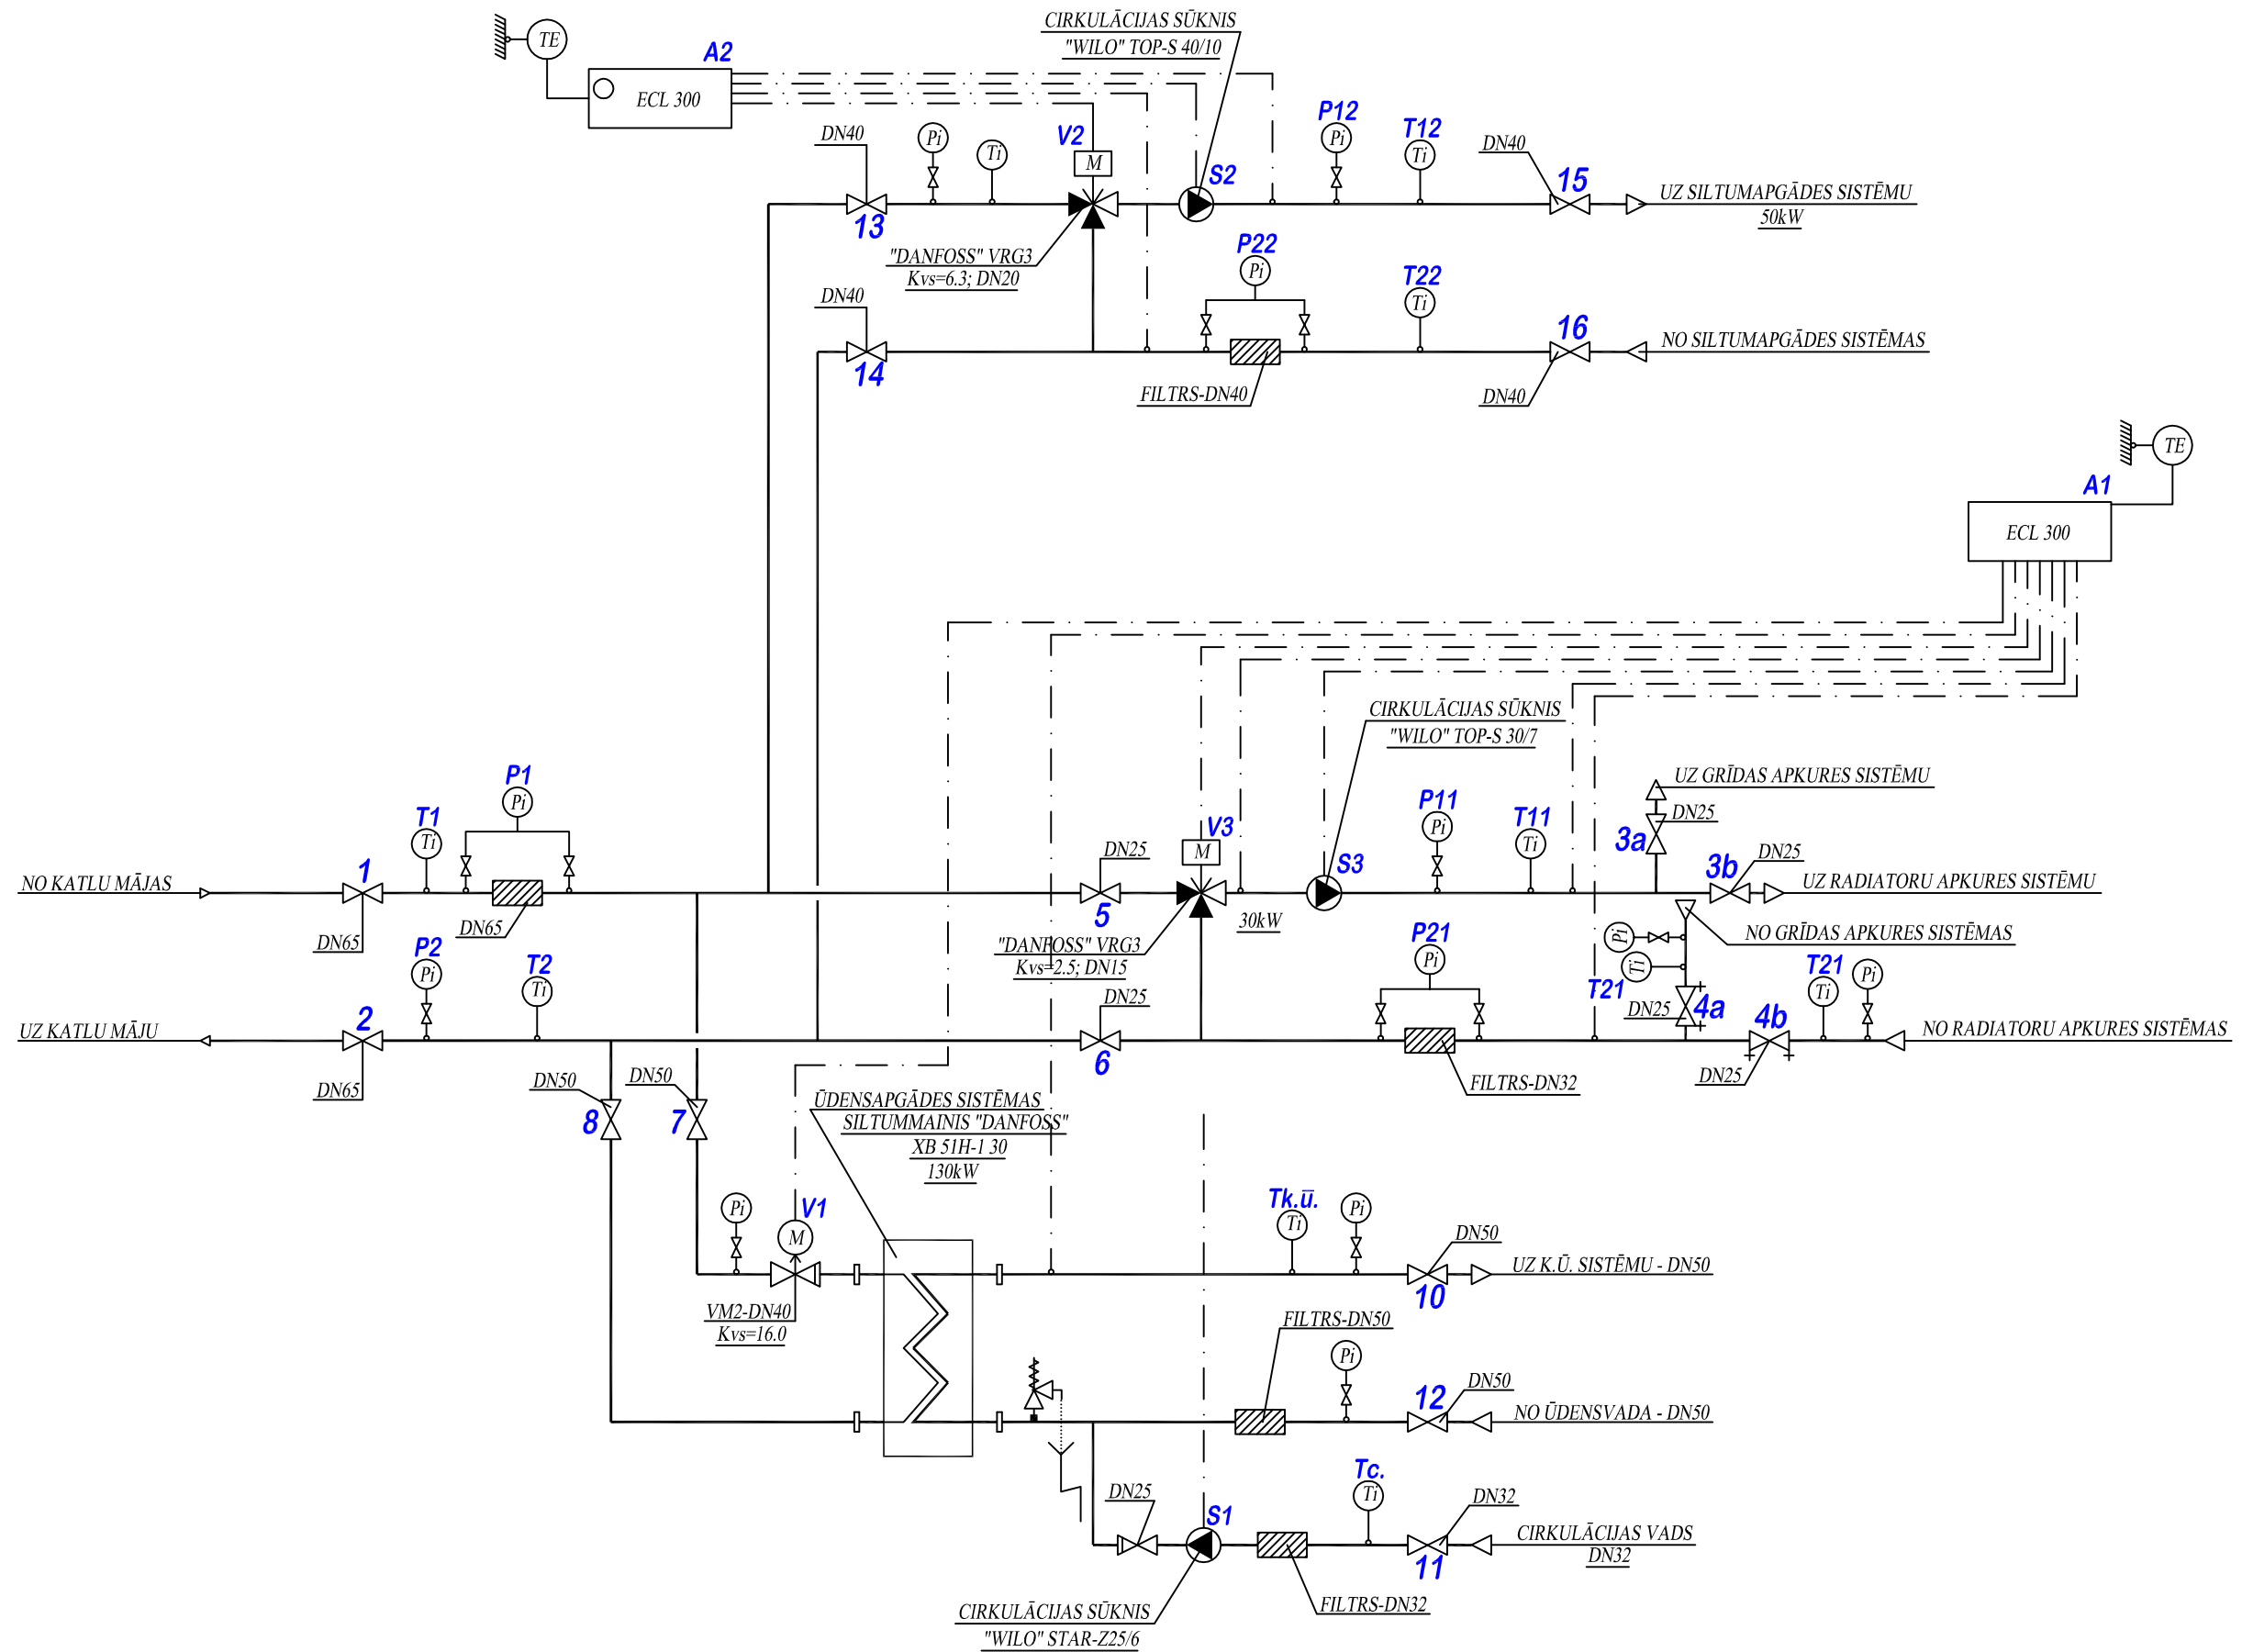 CIRKULĀCIJAS SŪKNIS
"WILO" TOP-S 40/10
TE
A2
ECL 300
DN40
Pi
Ti
V2
M
S2
P12
Pi
T12
Ti
DN40
15
UZ SILTUMAPGĀDES SISTĒMU
50kW
13
"DANFOSS" VRG3
Kvs=6.3; DN20
P22
Pi
T22
Ti
DN40
14
16
NO SILTUMAPGĀDES SISTĒMAS
FILTRS-DN40
DN40
TE
A1
ECL 300
CIRKULĀCIJAS SŪKNIS
"WILO" TOP-S 30/7
UZ GRĪDAS APKURES SISTĒMU
DN25
3a
P1
Pi
T1
Ti
1
NO KATLU MĀJAS
DN65
DN65
DN25
5
V3
M
S3
30kW
"DANFOSS" VRG3
Kvs=2.5; DN15
P11
Pi
T11
Ti
3b
DN25
UZ RADIATORU APKURES SISTĒMU
NO GRĪDAS APKURES SISTĒMAS
Pi
Ti
T21
DN25
4a
P2
Pi
T2
Ti
2
UZ KATLU MĀJU
DN65
DN25
6
P21
Pi
FILTRS-DN32
4b
DN25
T21
Ti
Pi
NO RADIATORU APKURES SISTĒMAS
DN50
8
DN50
7
ŪDENSAPGĀDES SISTĒMAS
SILTUMMAINIS "DANFOSS"
XB 51H-1 30
130kW
Pi
V1
M
VM2-DN40
Kvs=16.0
Tk.ū.
Ti
Pi
DN50
10
UZ K.Ū. SISTĒMU - DN50
FILTRS-DN50
Pi
12
DN50
NO ŪDENSVADA - DN50
DN25
S1
Tc.
Ti
DN32
11
CIRKULĀCIJAS VADS
DN32
FILTRS-DN32
CIRKULĀCIJAS SŪKNIS
"WILO" STAR-Z25/6